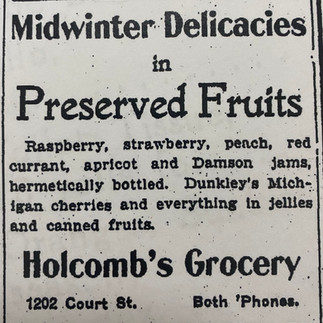 Midwinter Delicacies
in
Preserved Fruits
Raspberry, strawberry, peach, red
currant, apricot and Damson jams,
hermetically bottled. Dunkley's Mich-
igan cherries and everything in jellies
and canned fruits.
Holcomb's Grocery
1202 Court St. Both 'Phones.